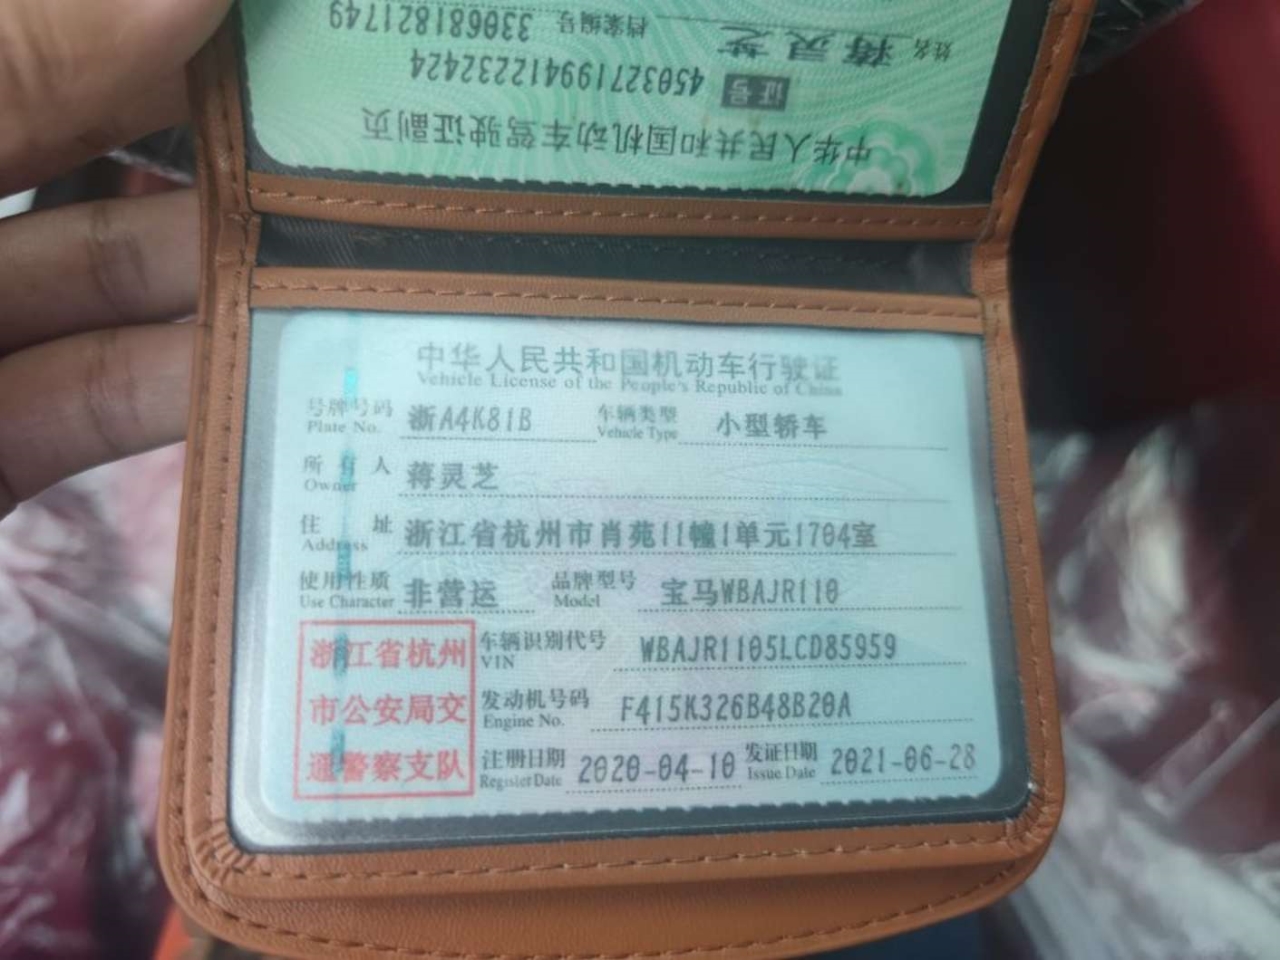 档案编号 330681821749
姓名 蒋灵芝
证号 450327199412232424
中华人民共和国机动车驾驶证副页
中华人民共和国机动车行驶证
Vehicle License of the People's Republic of China
号牌号码 浙A4K81B 车辆类型 小型轿车
Plate No. Vehicle Type
所有人 蒋灵芝
Owner
住址 浙江省杭州市肖苑11幢1单元1704室
Address
使用性质 非营运 品牌型号 宝马WBAJR110
Use Character Model
浙江省杭州
市公安局交
通警察支队
车辆识别代号 WBAJR1105LCD85959
VIN
发动机号码 F415K326B48B20A
Engine No.
注册日期 2020-04-10 发证日期 2021-06-28
Register Date Issue Date